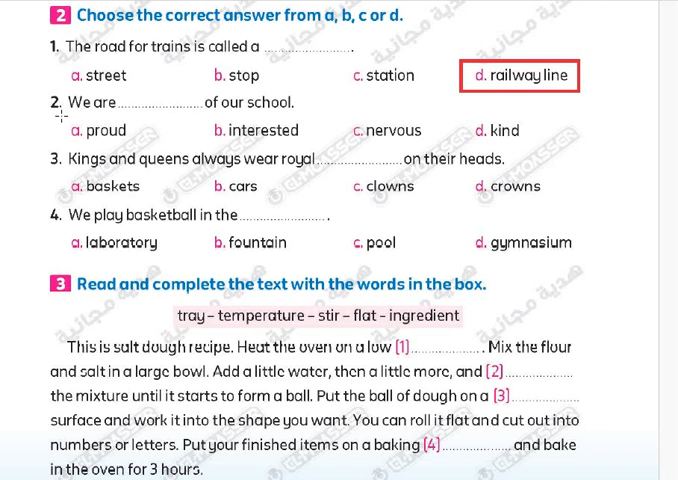 2 Choose the correct answer from a, b, c or d.
1. The road for trains is called a .................... .
a. street b. stop c. station d. railway line
2. We are .................... of our school.
a. proud b. interested c. nervous d. kind
3. Kings and queens always wear royal .................... on their heads.
a. baskets b. cars c. clowns d. crowns
4. We play basketball in the .................... .
a. laboratory b. fountain c. pool d. gymnasium
3 Read and complete the text with the words in the box.
tray – temperature – stir – flat – ingredient
This is salt dough recipe. Heat the oven on a low (1) .................. . Mix the flour
and salt in a large bowl. Add a little water, then a little more, and (2) ..................
the mixture until it starts to form a ball. Put the ball of dough on a (3) ..................
surface and work it into the shape you want. You can roll it flat and cut out into
numbers or letters. Put your finished items on a baking (4) .................. and bake
in the oven for 3 hours.
هدية مجانية
EL-MOASSER